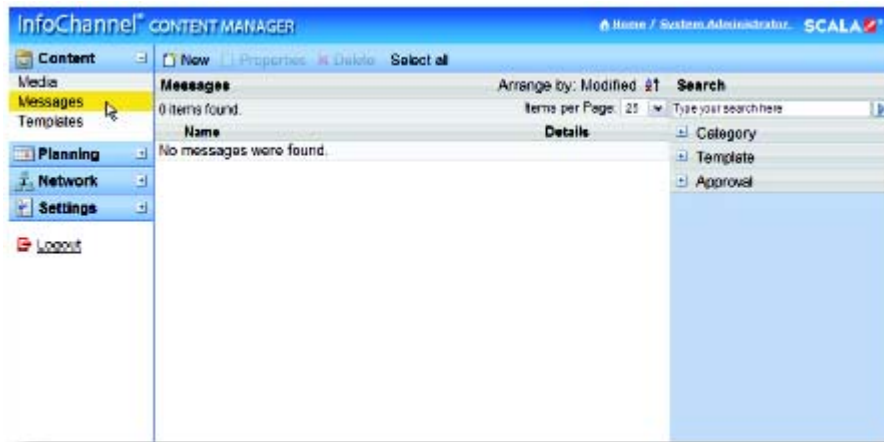 InfoChannel® CONTENT MANAGER
Home / System Administrator
SCALA
Content
New Properties Delete Select all
Media
Messages
Templates
Planning
Network
Settings
Logout
Messages
Arrange by: Modified
0 items found.
Items per Page: 25
Name
Details
No messages were found.
Search
Type your search here
Category
Template
Approval